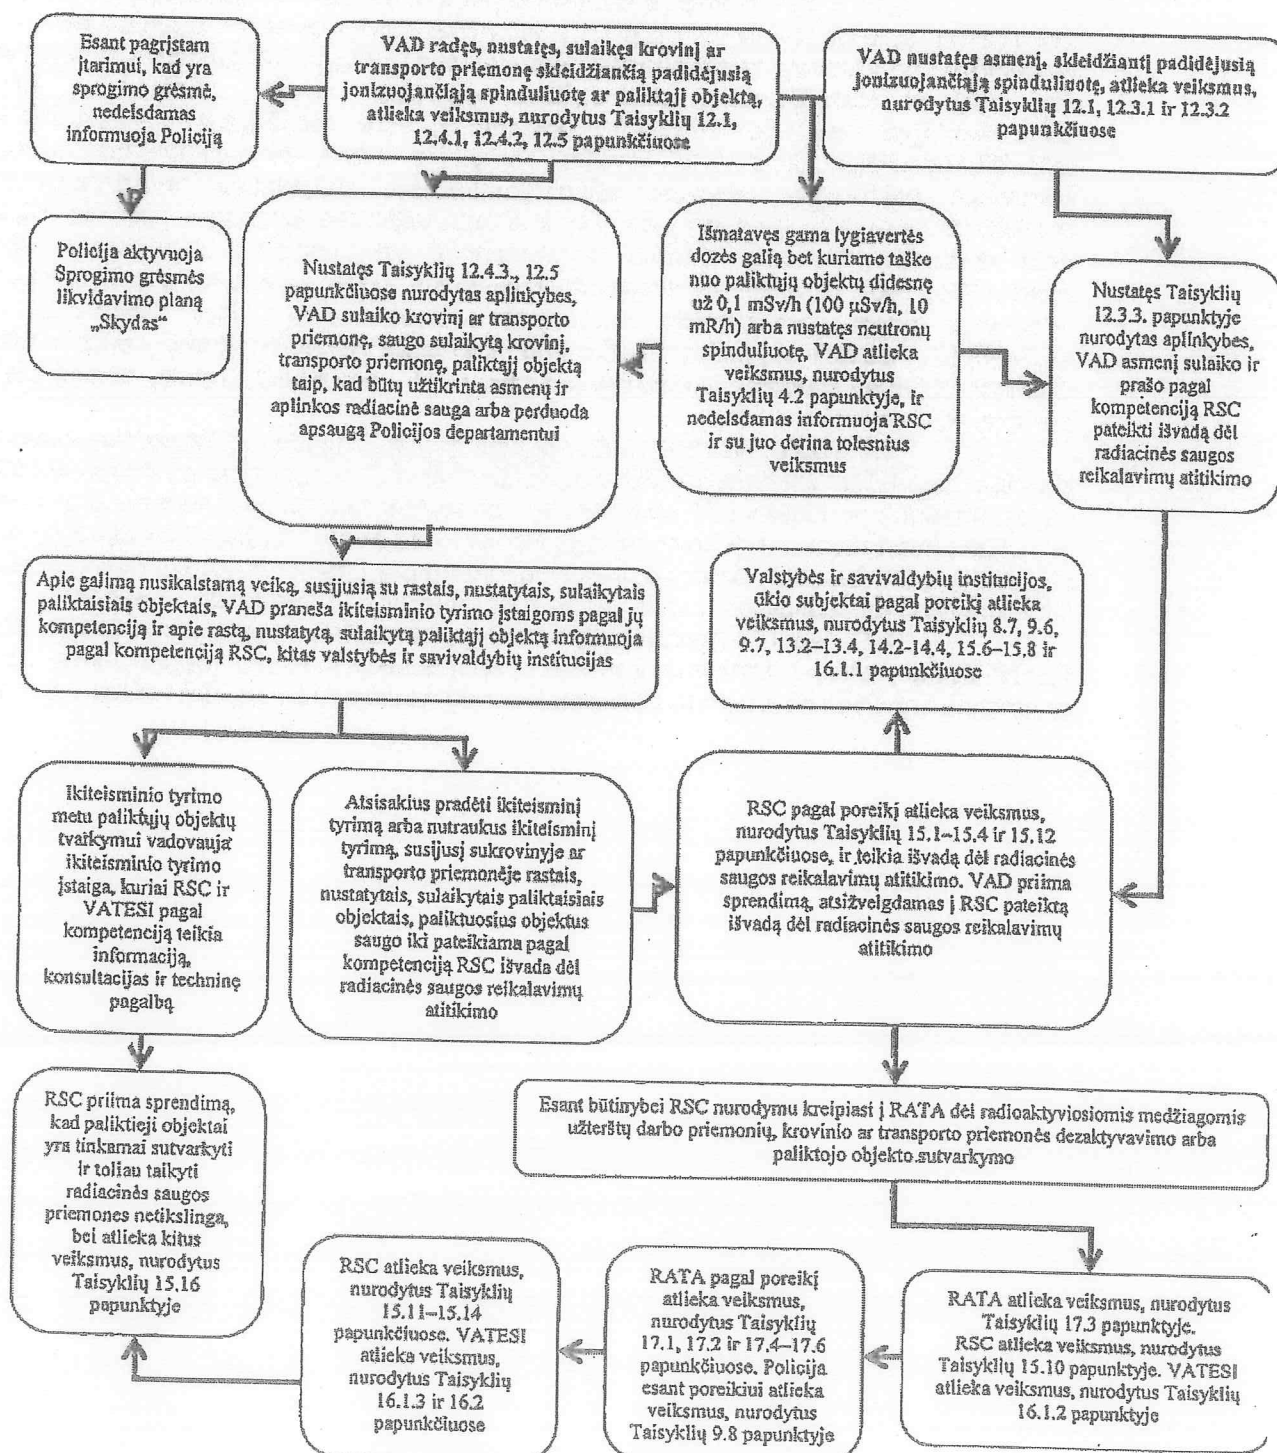 Esant pagrįstam
įtarimui, kad yra
sprogimo grėsmė,
nedelsdamas
informuoja Policiją
VAD radęs, nustatęs, sulaikęs krovinį ar
transporto priemonę skleidžiančią padidėjusią
jonizuojančiąją spinduliuotę ar paliktąjį objektą,
atlieka veiksmus, nurodytus Taisyklių 12.1,
12.4.1, 12.4.2, 12.5 papunkčiuose
VAD nustatęs asmenį, skleidžiantį padidėjusią
jonizuojančiąją spinduliuotę, atlieka veiksmus,
nurodytus Taisyklių 12.1, 12.3.1 ir 12.3.2
papunkčiuose
Policija aktyvuoja
Sprogimo grėsmės
likvidavimo planą
„Skydas“
Nustatęs Taisyklių 12.4.3., 12.5
papunkčiuose nurodytas aplinkybes,
VAD sulaiko krovinį ar transporto
priemonę, saugo sulaikytą krovinį,
transporto priemonę, paliktąjį objektą
taip, kad būtų užtikrinta asmenų ir
aplinkos radiacinė sauga arba perduoda
apsaugą Policijos departamentui
Išmatavęs gama lygiavertės
dozės galią bet kuriame taške
nuo paliktųjų objektų didesnę
už 0,1 mSv/h (100 µSv/h, 10
mR/h) arba nustatęs neutronų
spinduliuotę, VAD atlieka
veiksmus, nurodytus
Taisyklių 4.2 papunktyje, ir
nedelsdamas informuoja RSC
ir su juo derina tolesnius
veiksmus
Nustatęs Taisyklių
12.3.3. papunktyje
nurodytas aplinkybes,
VAD asmenį sulaiko ir
prašo pagal
kompetenciją RSC
pateikti išvadą dėl
radiacinės saugos
reikalavimų atitikimo
Apie galimą nusikalstamą veiką, susijusią su rastais, nustatytais, sulaikytais
paliktaisiais objektais, VAD praneša ikiteisminio tyrimo įstaigoms pagal jų
kompetenciją ir apie rastą, nustatytą, sulaikytą paliktąjį objektą informuoja
pagal kompetenciją RSC, kitas valstybės ir savivaldybių institucijas
Valstybės ir savivaldybių institucijos,
ūkio subjektai pagal poreikį atlieka
veiksmus, nurodytus Taisyklių 8.7, 9.6,
9.7, 13.2–13.4, 14.2-14.4, 15.6–15.8 ir
16.1.1 papunkčiuose
Ikiteisminio tyrimo
metu paliktųjų objektų
tvarkymui vadovauja
ikiteisminio tyrimo
įstaiga, kuriai RSC ir
VATESI pagal
kompetenciją teikia
informaciją,
konsultacijas ir techninę
pagalbą
Atsisakius pradėti ikiteisminį
tyrimą arba nutraukus ikiteisminį
tyrimą, susijusį sukrovinyje ar
transporto priemonėje rastais,
nustatytais, sulaikytais paliktaisiais
objektais, paliktuosius objektus
saugo iki pateikiama pagal
kompetenciją RSC išvada dėl
radiacinės saugos reikalavimų
atitikimo
RSC pagal poreikį atlieka veiksmus,
nurodytus Taisyklių 15.1–15.4 ir 15.12
papunkčiuose, ir teikia išvadą dėl radiacinės
saugos reikalavimų atitikimo. VAD priima
sprendimą, atsižvelgdamas į RSC pateiktą
išvadą dėl radiacinės saugos reikalavimų
atitikimo
RSC priima sprendimą,
kad paliktieji objektai
yra tinkamai sutvarkyti
ir toliau taikyti
radiacinės saugos
priemones netikslinga,
bei atlieka kitus
veiksmus, nurodytus
Taisyklių 15.16
papunktyje
Esant būtinybei RSC nurodymu kreipiasi į RATA dėl radioaktyviosiomis medžiagomis
užterštų darbo priemonių, krovinio ar transporto priemonės dezaktyvavimo arba
paliktojo objekto sutvarkymo
RSC atlieka veiksmus,
nurodytus Taisyklių
15.11–15.14
papunkčiuose. VATESI
atlieka veiksmus,
nurodytus Taisyklių
16.1.3 ir 16.2
papunkčiuose
RATA pagal poreikį
atlieka veiksmus,
nurodytus Taisyklių
17.1, 17.2 ir 17.4–17.6
papunkčiuose. Policija
esant poreikiui atlieka
veiksmus, nurodytus
Taisyklių 9.8 papunktyje
RATA atlieka veiksmus, nurodytus
Taisyklių 17.3 papunktyje.
RSC atlieka veiksmus, nurodytus
Taisyklių 15.10 papunktyje. VATESI
atlieka veiksmus, nurodytus Taisyklių
16.1.2 papunktyje